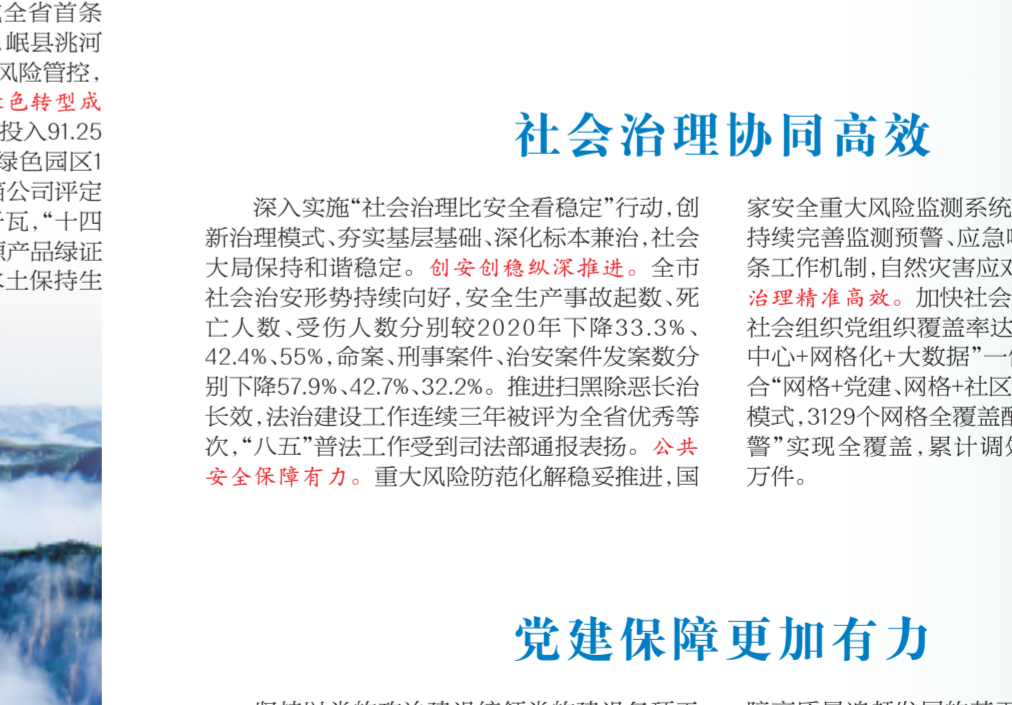 全省首条
岷县洮河
风险管控，
色转型成
投入91.25
绿色园区1
公司评定
瓦，“十四
产品绿证
土保持生
社会治理协同高效
深入实施“社会治理比安全看稳定”行动，创
新治理模式、夯实基层基础、深化标本兼治，社会
大局保持和谐稳定。创安创稳纵深推进。全市
社会治安形势持续向好，安全生产事故起数、死
亡人数、受伤人数分别较2020年下降33.3%、
42.4%、55%，命案、刑事案件、治安案件发案数分
别下降57.9%、42.7%、32.2%。推进扫黑除恶长治
长效，法治建设工作连续三年被评为全省优秀等
次，“八五”普法工作受到司法部通报表扬。公共
安全保障有力。重大风险防范化解稳妥推进，国
家安全重大风险监测系统
持续完善监测预警、应急
条工作机制，自然灾害应对
治理精准高效。加快社会
社会组织党组织覆盖率达
中心+网格化+大数据”一
合“网格+党建、网格+社区
模式，3129个网格全覆盖
警”实现全覆盖，累计调处
万件。
党建保障更加有力